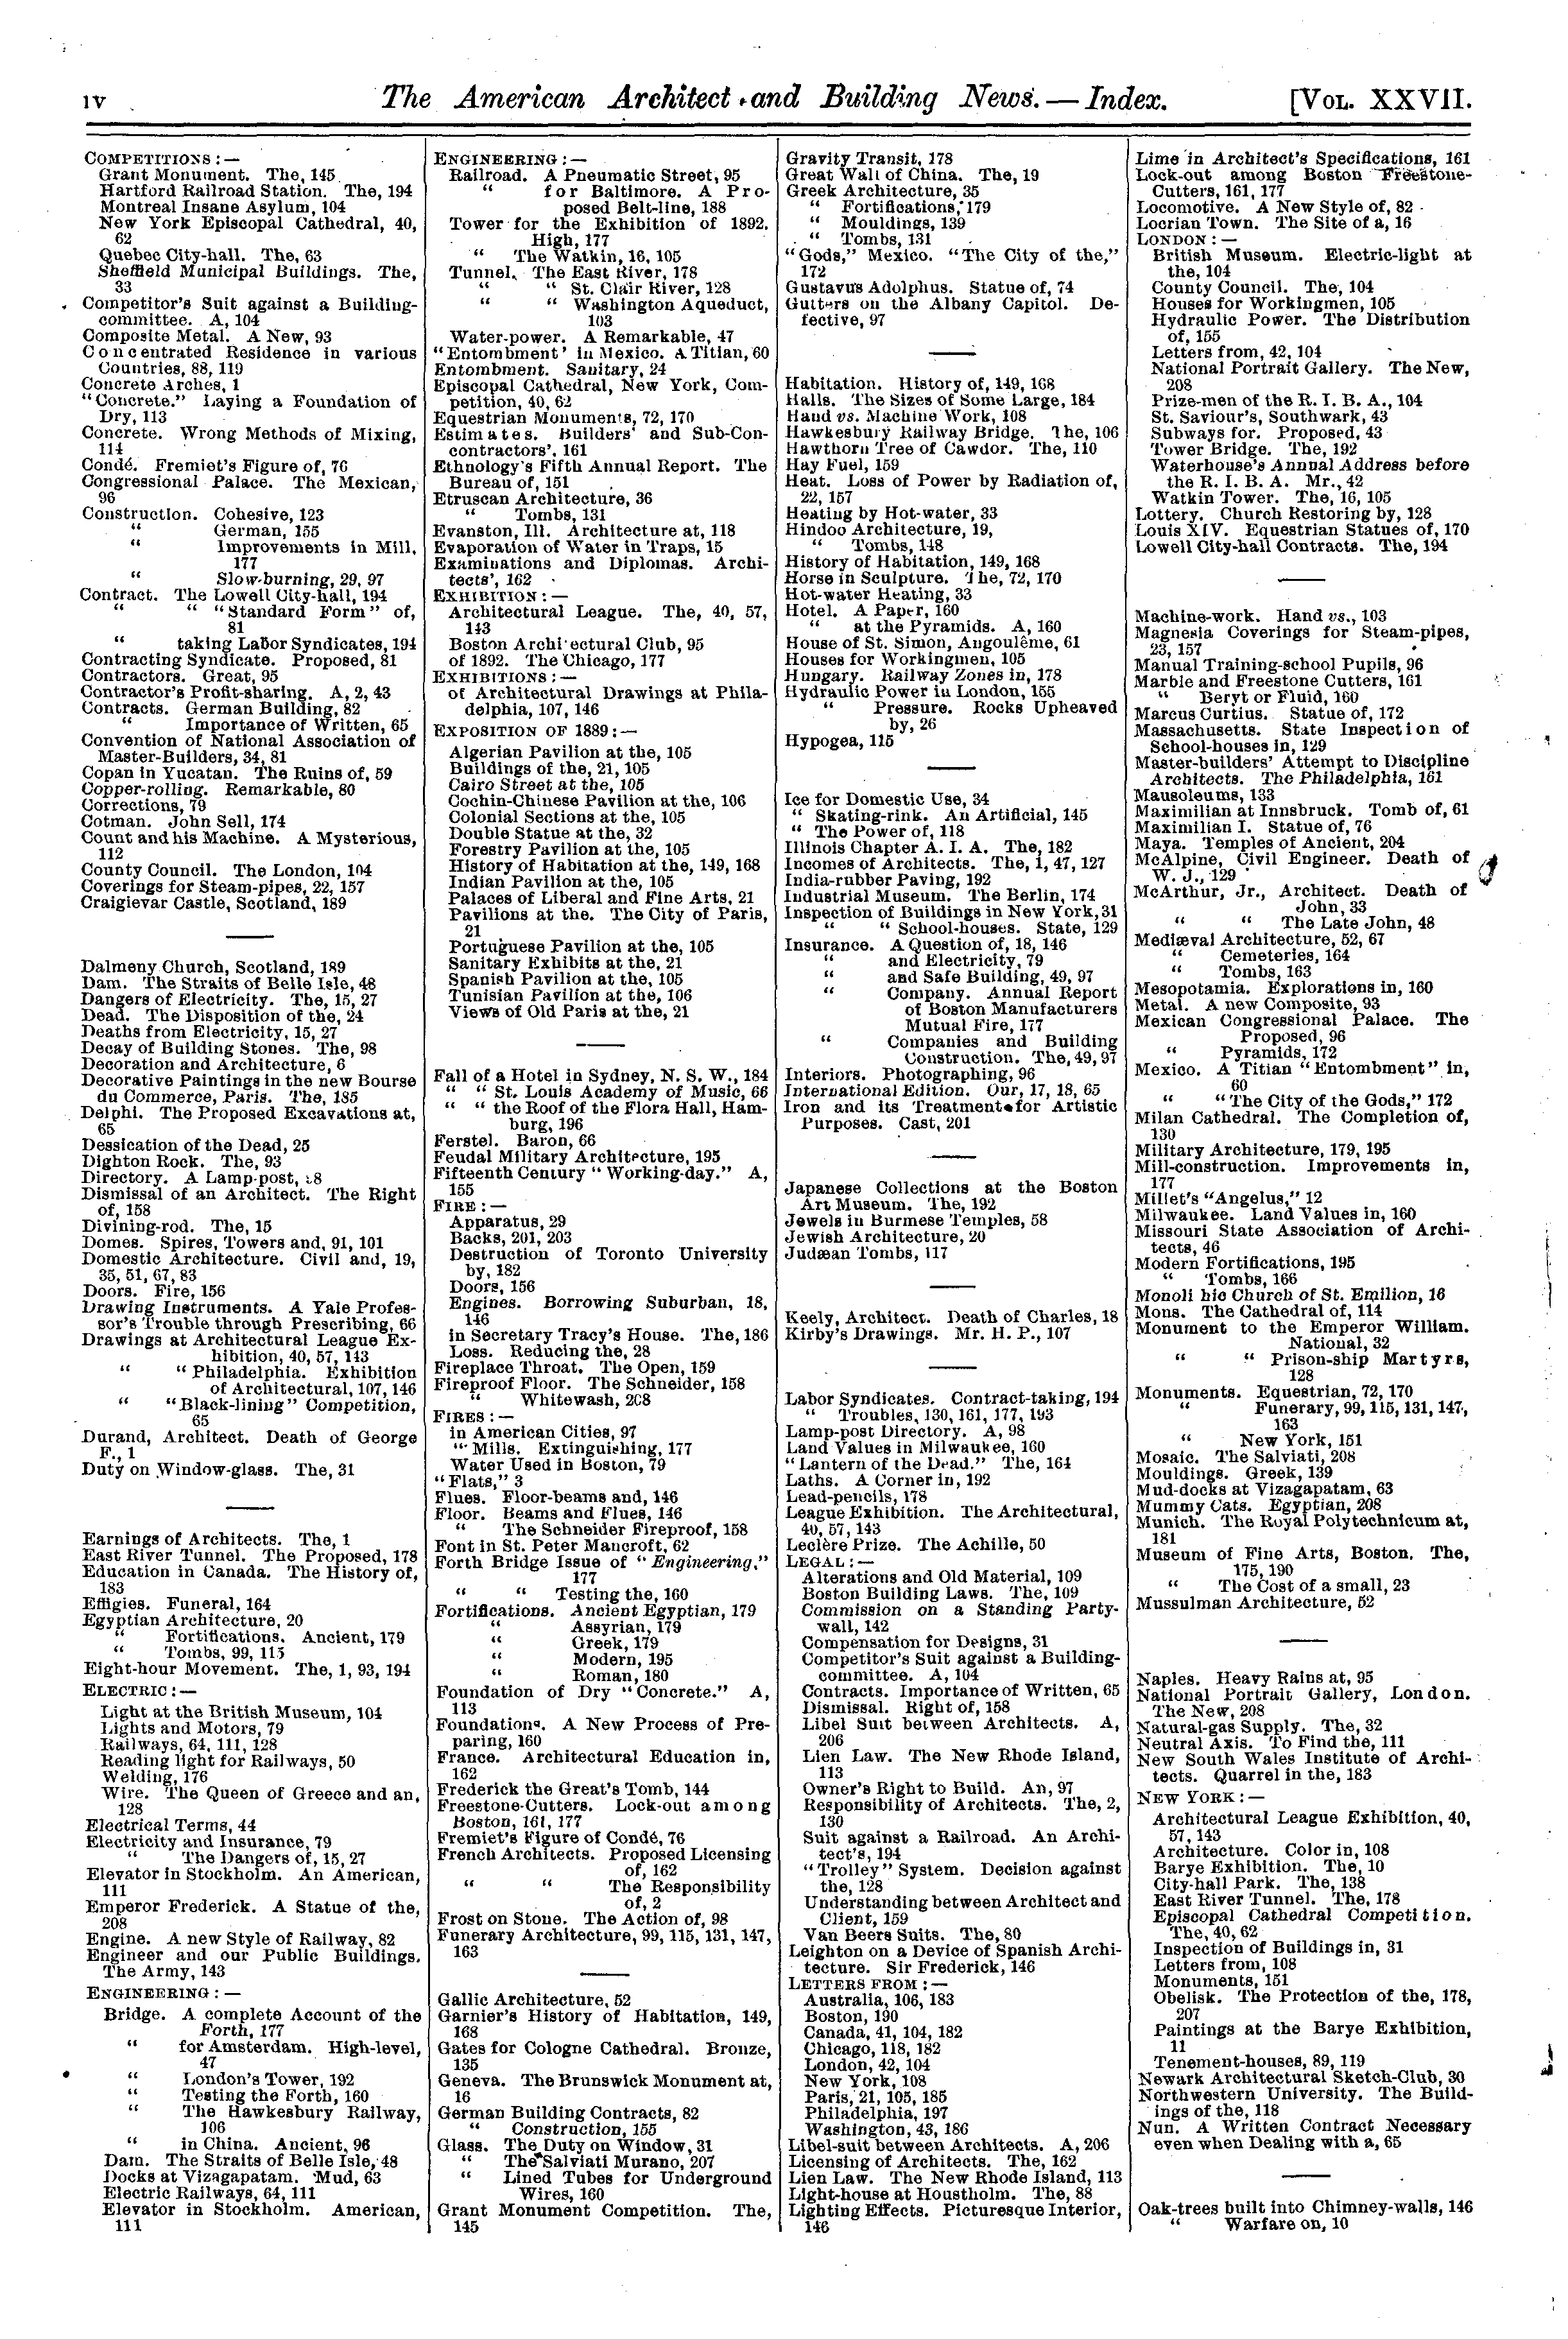 iv
The American Architect and Building News. — Index.
[Vol. XXVII.
Competitions: —
Grant Monument. The, 145
Hartford Railroad Station. The, 194
Montreal Insane Asylum, 104
New York Episcopal Cathedral, 40,
62
Quebec City-hall. The, 63
Sheffield Municipal Buildings. The,
33
Competitor's Suit against a Building-
committee. A, 104
Composite Metal. A New, 93
Concentrated Residence in various
Countries, 88, 119
Concrete Arches, 1
"Concrete." Laying a Foundation of
Dry, 113
Concrete. Wrong Methods of Mixing,
114
Condé. Fremiet's Figure of, 76
Congressional Palace. The Mexican,
96
Construction. Cohesive, 123
" German, 155
" Improvements in Mill,
177
" Slow-burning, 29, 97
Contract. The Lowell City-hall, 194
" " "Standard Form" of,
81
" taking Labor Syndicates, 194
Contracting Syndicate. Proposed, 81
Contractors. Great, 95
Contractor's Profit-sharing. A, 2, 43
Contracts. German Building, 82
" Importance of Written, 65
Convention of National Association of
Master-Builders, 34, 81
Copan in Yucatan. The Ruins of, 59
Copper-rolling. Remarkable, 80
Corrections, 79
Cotman. John Sell, 174
Count and his Machine. A Mysterious,
112
County Council. The London, 104
Coverings for Steam-pipes, 22, 157
Craigievar Castle, Scotland, 189
Dalmeny Church, Scotland, 189
Dam. The Straits of Belle Isle, 48
Dangers of Electricity. The, 15, 27
Dead. The Disposition of the, 24
Deaths from Electricity, 15, 27
Decay of Building Stones. The, 98
Decoration and Architecture, 6
Decorative Paintings in the new Bourse
du Commerce, Paris. The, 185
Delphi. The Proposed Excavations at,
65
Dessication of the Dead, 25
Dighton Rock. The, 93
Directory. A Lamp-post,
Dismissal of an Architect. The Right
of, 158
Divining-rod. The, 15
Domes. Spires, Towers and, 91, 101
Domestic Architecture. Civil and, 19,
35, 51, 67, 83
Doors. Fire, 156
Drawing Instruments. A Yale Profes-
sor's Trouble through Prescribing, 66
Drawings at Architectural League Ex-
hibition, 40, 57, 143
" " Philadelphia. Exhibition
of Architectural, 107, 146
" "Black-lining" Competition,
65
Durand, Architect. Death of George
F., 1
Duty on Window-glass. The, 31
Earnings of Architects. The, 1
East River Tunnel. The Proposed, 178
Education in Canada. The History of,
183
Effigies. Funeral, 164
Egyptian Architecture, 20
" Fortifications. Ancient, 179
" Tombs, 99, 115
Eight-hour Movement. The, 1, 93, 194
Electric: —
Light at the British Museum, 104
Lights and Motors, 79
Railways, 64, 111, 128
Reading light for Railways, 50
Welding, 176
Wire. The Queen of Greece and an,
128
Electrical Terms, 44
Electricity and Insurance, 79
" The Dangers of, 15, 27
Elevator in Stockholm. An American,
111
Emperor Frederick. A Statue of the,
208
Engine. A new Style of Railway, 82
Engineer and our Public Buildings.
The Army, 143
Engineering: —
Bridge. A complete Account of the
Forth, 177
" for Amsterdam. High-level,
47
" London's Tower, 192
" Testing the Forth, 160
" The Hawkesbury Railway,
106
" in China. Ancient, 96
Dam. The Straits of Belle Isle, 48
Docks at Vizagapatam. Mud, 63
Electric Railways, 64, 111
Elevator in Stockholm. American,
111
Engineering: —
Railroad. A Pneumatic Street, 95
" for Baltimore. A Pro-
posed Belt-line, 188
Tower for the Exhibition of 1892.
High, 177
" The Watkin, 16, 105
Tunnel. The East River, 178
" " St. Clair River, 128
" " Washington Aqueduct,
103
Water-power. A Remarkable, 47
"Entombment' in Mexico. A Titian, 60
Entombment. Sanitary, 24
Episcopal Cathedral, New York, Com-
petition, 40, 62
Equestrian Monuments, 72, 170
Estimates. Builders' and Sub-Con-
contractors', 161
Ethnology's Fifth Annual Report. The
Bureau of, 151
Etruscan Architecture, 36
" Tombs, 131
Evanston, Ill. Architecture at, 118
Evaporation of Water in Traps, 15
Examinations and Diplomas. Archi-
tects', 162
Exhibition: —
Architectural League. The, 40, 57,
143
Boston Architectural Club, 95
of 1892. The Chicago, 177
Exhibitions: —
of Architectural Drawings at Phila-
delphia, 107, 146
Exposition of 1889: —
Algerian Pavilion at the, 105
Buildings of the, 21, 105
Cairo Street at the, 105
Cochin-Chinese Pavilion at the, 106
Colonial Sections at the, 105
Double Statue at the, 32
Forestry Pavilion at the, 105
History of Habitation at the, 149, 168
Indian Pavilion at the, 105
Palaces of Liberal and Fine Arts, 21
Pavilions at the. The City of Paris,
21
Portuguese Pavilion at the, 105
Sanitary Exhibits at the, 21
Spanish Pavilion at the, 105
Tunisian Pavilion at the, 106
Views of Old Paris at the, 21
Fall of a Hotel in Sydney, N. S. W., 184
" " St. Louis Academy of Music, 66
" " the Roof of the Flora Hall, Ham-
burg, 196
Ferstel. Baron, 66
Feudal Military Architecture, 195
Fifteenth Century "Working-day." A,
155
Fire: —
Apparatus, 29
Backs, 201, 203
Destruction of Toronto University
by, 182
Doors, 156
Engines. Borrowing Suburban, 18,
146
in Secretary Tracy's House. The, 186
Loss. Reducing the, 28
Fireplace Throat. The Open, 159
Fireproof Floor. The Schneider, 158
" Whitewash, 208
Fires: —
in American Cities, 97
" Mills. Extinguishing, 177
Water Used in Boston, 79
"Flats," 3
Flues. Floor-beams and, 146
Floor. Beams and Flues, 146
" The Schneider Fireproof, 158
Font in St. Peter Mancroft, 62
Forth Bridge Issue of "Engineering,"
177
" " Testing the, 160
Fortifications. Ancient Egyptian, 179
" Assyrian, 179
" Greek, 179
" Modern, 195
" Roman, 180
Foundation of Dry "Concrete." A,
113
Foundations. A New Process of Pre-
paring, 160
France. Architectural Education in,
162
Frederick the Great's Tomb, 144
Freestone-Cutters. Lock-out among
Boston, 161, 177
Fremiet's Figure of Condé, 76
French Architects. Proposed Licensing
of, 162
" " The Responsibility
of, 2
Frost on Stone. The Action of, 98
Funerary Architecture, 99, 115, 131, 147,
163
Gallic Architecture, 52
Garnier's History of Habitation, 149,
168
Gates for Cologne Cathedral. Bronze,
135
Geneva. The Brunswick Monument at,
16
German Building Contracts, 82
" Construction, 155
Glass. The Duty on Window, 31
" The Salviati Murano, 207
" Lined Tubes for Underground
Wires, 160
Grant Monument Competition. The,
145
Gravity Transit, 178
Great Wall of China. The, 19
Greek Architecture, 35
" Fortifications, 179
" Mouldings, 139
" Tombs, 131
"Gods," Mexico. "The City of the,"
172
Gustavus Adolphus. Statue of, 74
Gutters on the Albany Capitol. De-
fective, 97
Habitation. History of, 149, 168
Halls. The Sizes of Some Large, 184
Hand vs. Machine Work, 108
Hawkesbury Railway Bridge. The, 106
Hawthorn Tree of Cawdor. The, 110
Hay Fuel, 159
Heat. Loss of Power by Radiation of,
22, 157
Heating by Hot-water, 33
Hindoo Architecture, 19,
" Tombs, 148
History of Habitation, 149, 168
Horse in Sculpture. The, 72, 170
Hot-water Heating, 33
Hotel. A Paper, 160
" at the Pyramids. A, 160
House of St. Simon, Angoulême, 61
Houses for Workingmen, 105
Hungary. Railway Zones in, 178
Hydraulic Power in London, 155
" Pressure. Rocks Upheaved
by, 26
Hypogea, 115
Ice for Domestic Use, 34
" Skating-rink. An Artificial, 145
" The Power of, 118
Illinois Chapter A. I. A. The, 182
Incomes of Architects. The, 1, 47, 127
India-rubber Paving, 192
Industrial Museum. The Berlin, 174
Inspection of Buildings in New York, 31
" " School-houses. State, 129
Insurance. A Question of, 18, 146
" and Electricity, 79
" and Safe Building, 49, 97
" Company. Annual Report
of Boston Manufacturers
Mutual Fire, 177
" Companies and Building
Construction. The, 49, 97
Interiors. Photographing, 96
International Edition. Our, 17, 18, 65
Iron and its Treatment for Artistic
Purposes. Cast, 201
Japanese Collections at the Boston
Art Museum. The, 192
Jewels in Burmese Temples, 58
Jewish Architecture, 20
Judæan Tombs, 117
Keely, Architect. Death of Charles, 18
Kirby's Drawings. Mr. H. P., 107
Labor Syndicates. Contract-taking, 194
" Troubles, 130, 161, 177, 193
Lamp-post Directory. A, 98
Land Values in Milwaukee, 160
"Lantern of the Dead." The, 164
Laths. A Corner in, 192
Lead-pencils, 178
League Exhibition. The Architectural,
40, 57, 143
Leclère Prize. The Achille, 50
Legal: —
Alterations and Old Material, 109
Boston Building Laws. The, 109
Commission on a Standing Party-
wall, 142
Compensation for Designs, 31
Competitor's Suit against a Building-
committee. A, 104
Contracts. Importance of Written, 65
Dismissal. Right of, 158
Libel Suit between Architects. A,
206
Lien Law. The New Rhode Island,
113
Owner's Right to Build. An, 97
Responsibility of Architects. The, 2,
130
Suit against a Railroad. An Archi-
tect's, 194
"Trolley" System. Decision against
the, 128
Understanding between Architect and
Client, 159
Van Beers Suits. The, 80
Leighton on a Device of Spanish Archi-
tecture. Sir Frederick, 146
Letters from: —
Australia, 106, 183
Boston, 190
Canada, 41, 104, 182
Chicago, 118, 182
London, 42, 104
New York, 108
Paris, 21, 105, 185
Philadelphia, 197
Washington, 43, 186
Libel-suit between Architects. A, 206
Licensing of Architects. The, 162
Lien Law. The New Rhode Island, 113
Light-house at Houstholm. The, 88
Lighting Effects. Picturesque Interior,
146
Lime in Architect's Specifications, 161
Lock-out among Boston Freestone-
Cutters, 161, 177
Locomotive. A New Style of, 82
Locrian Town. The Site of a, 16
London: —
British Museum. Electric-light at
the, 104
County Council. The, 104
Houses for Workingmen, 105
Hydraulic Power. The Distribution
of, 155
Letters from, 42, 104
National Portrait Gallery. The New,
208
Prize-men of the R. I. B. A., 104
St. Saviour's, Southwark, 43
Subways for. Proposed, 43
Tower Bridge. The, 192
Waterhouse's Annual Address before
the R. I. B. A. Mr., 42
Watkin Tower. The, 16, 105
Lottery. Church Restoring by, 128
Louis XIV. Equestrian Statues of, 170
Lowell City-hall Contracts. The, 194
Machine-work. Hand vs., 103
Magnesia Coverings for Steam-pipes,
23, 157
Manual Training-school Pupils, 96
Marble and Freestone Cutters, 161
" Beryt or Fluid, 160
Marcus Curtius. Statue of, 172
Massachusetts. State Inspection of
School-houses in, 129
Master-builders' Attempt to Discipline
Architects. The Philadelphia, 161
Mausoleums, 133
Maximilian at Innsbruck. Tomb of, 61
Maximilian I. Statue of, 76
Maya. Temples of Ancient, 204
McAlpine, Civil Engineer. Death of
W. J., 129
McArthur, Jr., Architect. Death of
John, 33
" " The Late John, 48
Mediæval Architecture, 52, 67
" Cemeteries, 164
" Tombs, 163
Mesopotamia. Explorations in, 160
Metal. A new Composite, 93
Mexican Congressional Palace. The
Proposed, 96
" Pyramids, 172
Mexico. A Titian "Entombment" in,
60
" "The City of the Gods," 172
Milan Cathedral. The Completion of,
130
Military Architecture, 179, 195
Mill-construction. Improvements in,
177
Millet's "Angelus," 12
Milwaukee. Land Values in, 160
Missouri State Association of Archi-
tects, 46
Modern Fortifications, 195
" Tombs, 166
Monoli hic Church of St. Emilion, 16
Mons. The Cathedral of, 114
Monument to the Emperor William.
National, 32
" " Prison-ship Martyrs,
128
Monuments. Equestrian, 72, 170
" Funerary, 99, 115, 131, 147,
163
" New York, 151
Mosaic. The Salviati, 208
Mouldings. Greek, 139
Mud-docks at Vizagapatam, 63
Mummy Cats. Egyptian, 208
Munich. The Royal Polytechnicum at,
181
Museum of Fine Arts, Boston. The,
175, 190
" The Cost of a small, 23
Mussulman Architecture, 52
Naples. Heavy Rains at, 95
National Portrait Gallery, London.
The New, 208
Natural-gas Supply. The, 32
Neutral Axis. To Find the, 111
New South Wales Institute of Archi-
tects. Quarrel in the, 183
New York: —
Architectural League Exhibition, 40,
57, 143
Architecture. Color in, 108
Barye Exhibition. The, 10
City-hall Park. The, 138
East River Tunnel. The, 178
Episcopal Cathedral Competition.
The, 40, 62
Inspection of Buildings in, 31
Letters from, 108
Monuments, 151
Obelisk. The Protection of the, 178,
207
Paintings at the Barye Exhibition,
11
Tenement-houses, 89, 119
Newark Architectural Sketch-Club, 30
Northwestern University. The Build-
ings of the, 118
Nun. A Written Contract Necessary
even when Dealing with a, 65
Oak-trees built into Chimney-walls, 146
" Warfare on, 10